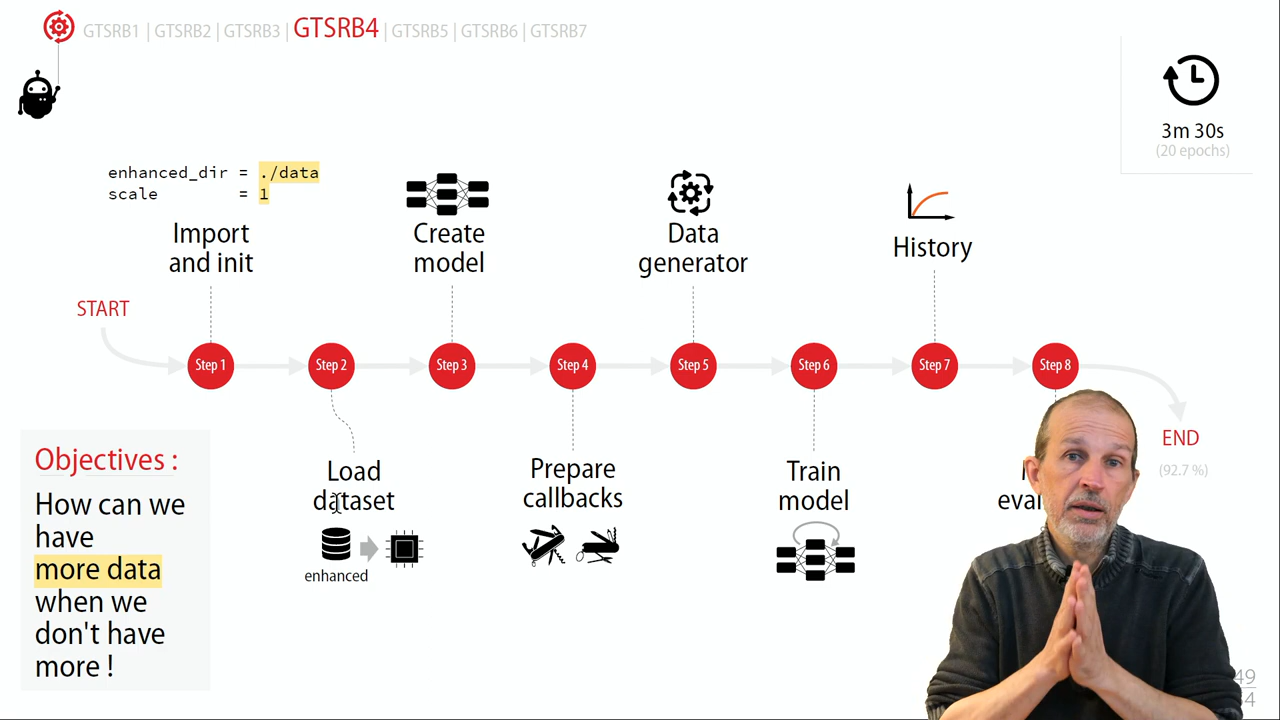 GTSRB1 | GTSRB2 | GTSRB3 | GTSRB4 | GTSRB5 | GTSRB6 | GTSRB7
3m 30s
(20 epochs)
enhanced_dir = ./data
scale = 1
Import
and init
Create
model
Data
generator
History
START
Step 1
Step 2
Step 3
Step 4
Step 5
Step 6
Step 7
Step 8
END
(92.7 %)
Load
dataset
enhanced
Prepare
callbacks
Train
model
Objectives :
How can we
have
more data
when we
don't have
more !
49